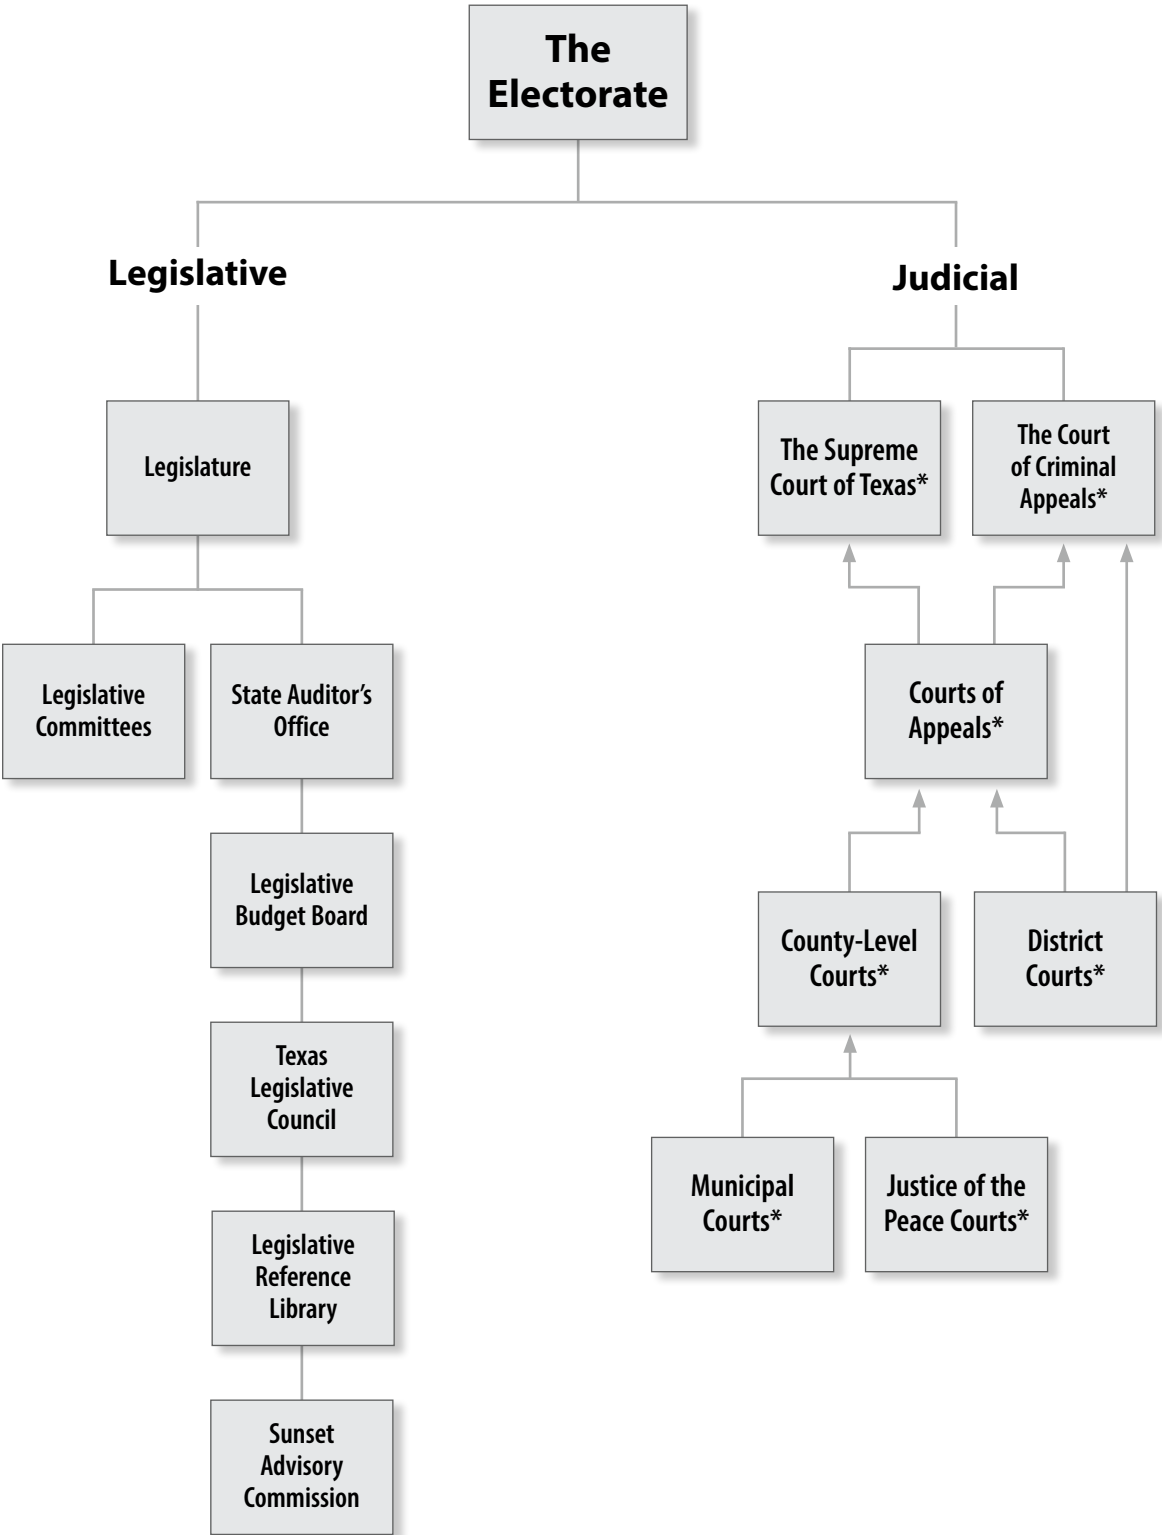 The
Electorate
Legislative
Judicial
Legislature
The Supreme
Court of Texas*
The Court
of Criminal
Appeals*
Legislative
Committees
State Auditor’s
Office
Courts of
Appeals*
Legislative
Budget Board
County-Level
Courts*
District
Courts*
Texas
Legislative
Council
Municipal
Courts*
Justice of the
Peace Courts*
Legislative
Reference
Library
Sunset
Advisory
Commission